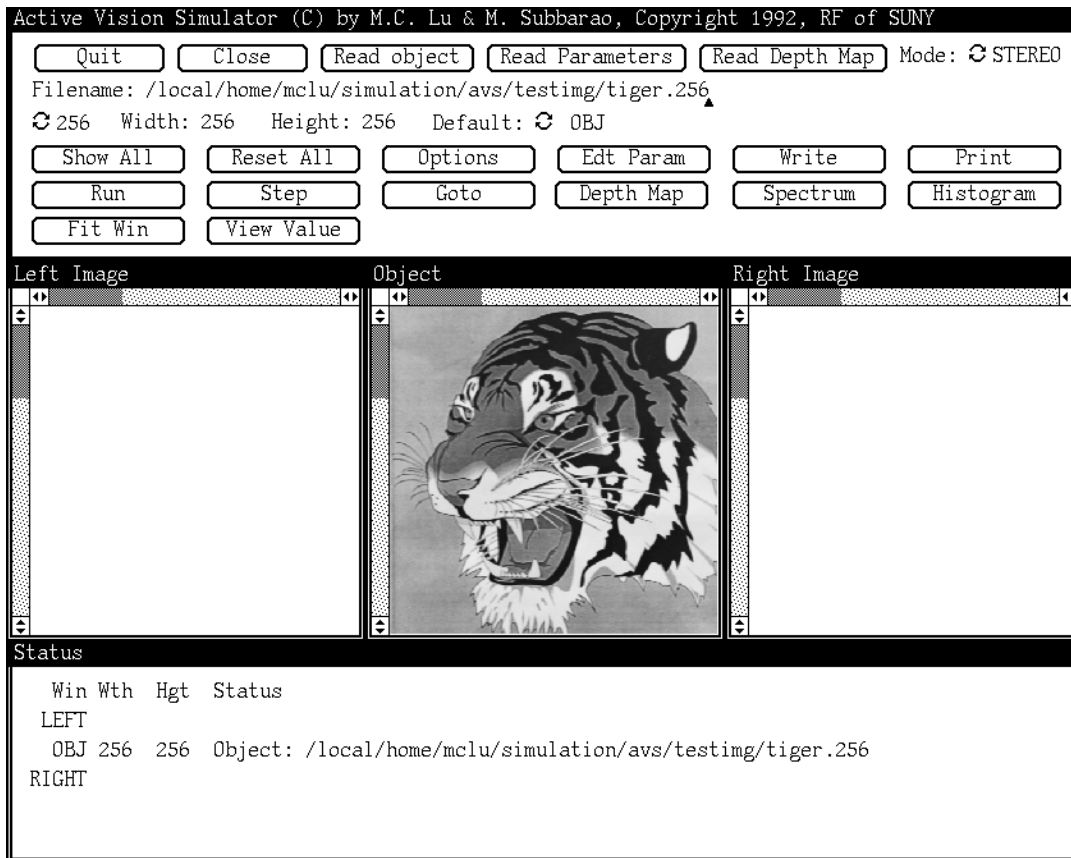 Active Vision Simulator (C) by M.C. Lu & M. Subbarao, Copyright 1992, RF of SUNY
Quit Close Read object Read Parameters Read Depth Map Mode: STEREO
Filename: /local/home/mclu/simulation/avs/testimg/tiger.256
256 Width: 256 Height: 256 Default: OBJ
Show All Reset All Options Edt Param Write Print
Run Step Goto Depth Map Spectrum Histogram
Fit Win View Value
Left Image Object Right Image
Status
Win Wth Hgt Status
LEFT
OBJ 256 256 Object: /local/home/mclu/simulation/avs/testimg/tiger.256
RIGHT